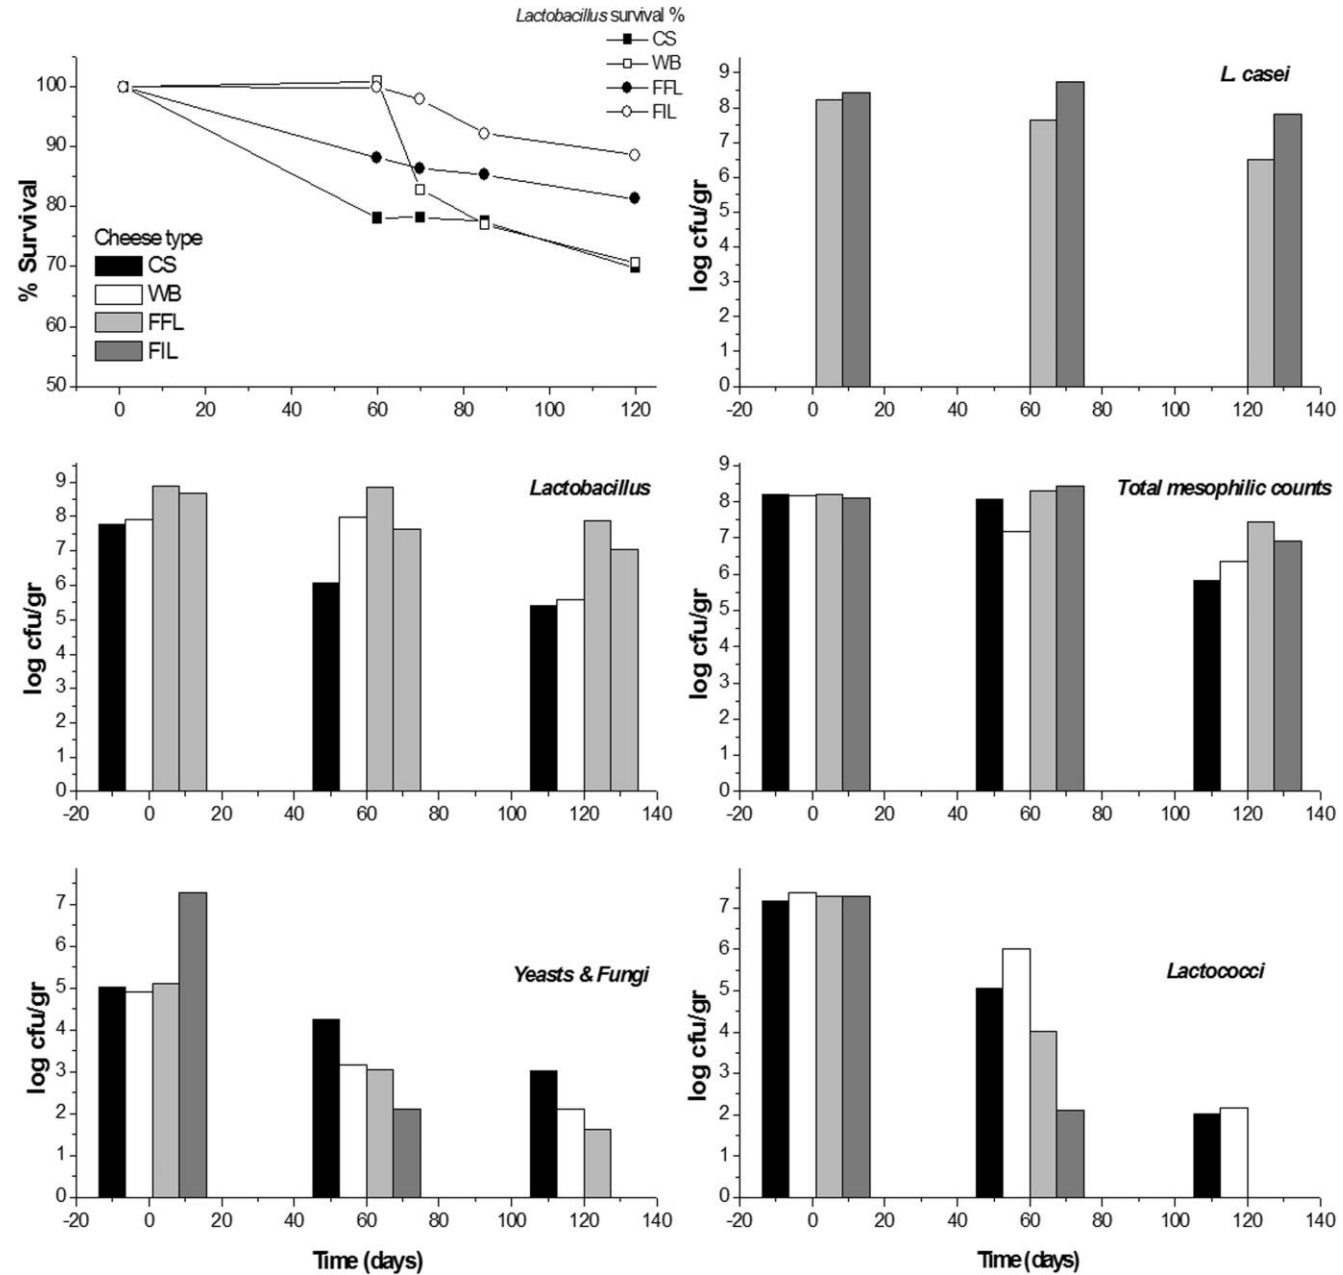 Lactobacillus survival %
CS
WB
FFL
FIL
100
90
80
70
60
50
% Survival
Cheese type
CS
WB
FFL
FIL
0 20 40 60 80 100 120
L. casei
9
8
7
6
5
4
3
2
1
0
log cfu/gr
-20 0 20 40 60 80 100 120 140
Lactobacillus
9
8
7
6
5
4
3
2
1
0
log cfu/gr
-20 0 20 40 60 80 100 120 140
Total mesophilic counts
9
8
7
6
5
4
3
2
1
0
log cfu/gr
-20 0 20 40 60 80 100 120 140
Yeasts & Fungi
7
6
5
4
3
2
1
0
log cfu/gr
-20 0 20 40 60 80 100 120 140
Time (days)
Lactococci
7
6
5
4
3
2
1
0
log cfu/gr
-20 0 20 40 60 80 100 120 140
Time (days)